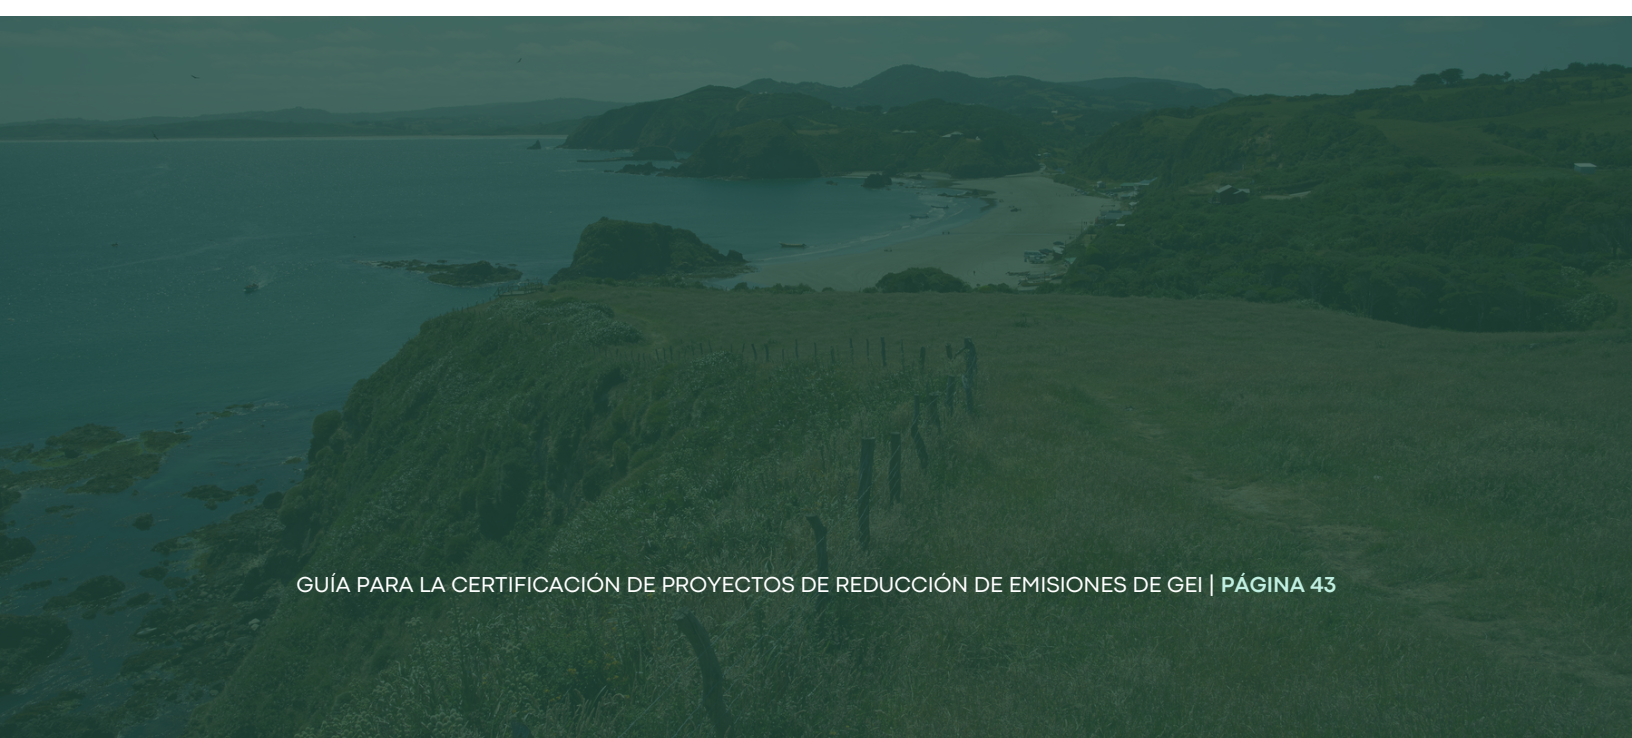 GUÍA PARA LA CERTIFICACIÓN DE PROYECTOS DE REDUCCIÓN DE EMISIONES DE GEI | PÁGINA 43